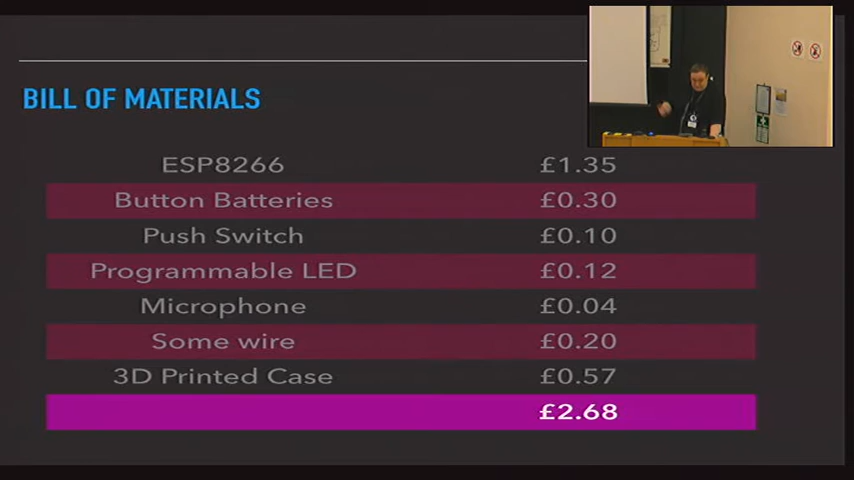 BILL OF MATERIALS
ESP8266 £1.35
Button Batteries £0.30
Push Switch £0.10
Programmable LED £0.12
Microphone £0.04
Some wire £0.20
3D Printed Case £0.57
£2.68